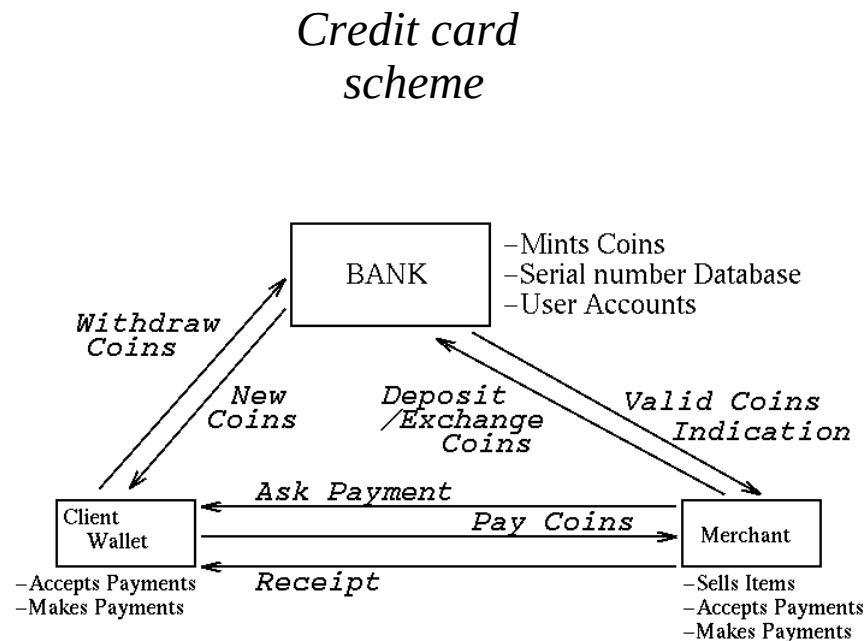 Credit card
scheme
BANK
–Mints Coins
–Serial number Database
–User Accounts
Withdraw
Coins
New
Coins
Deposit
/Exchange
Coins
Valid Coins
Indication
Ask Payment
Pay Coins
Receipt
Client
Wallet
–Accepts Payments
–Makes Payments
Merchant
–Sells Items
–Accepts Payments
–Makes Payments